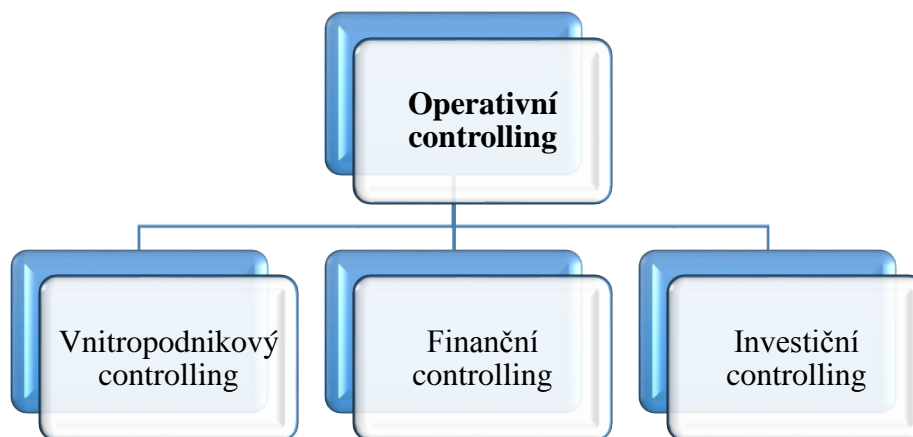 Operativní
controlling
Vnitropodnikový
controlling
Finanční
controlling
Investiční
controlling